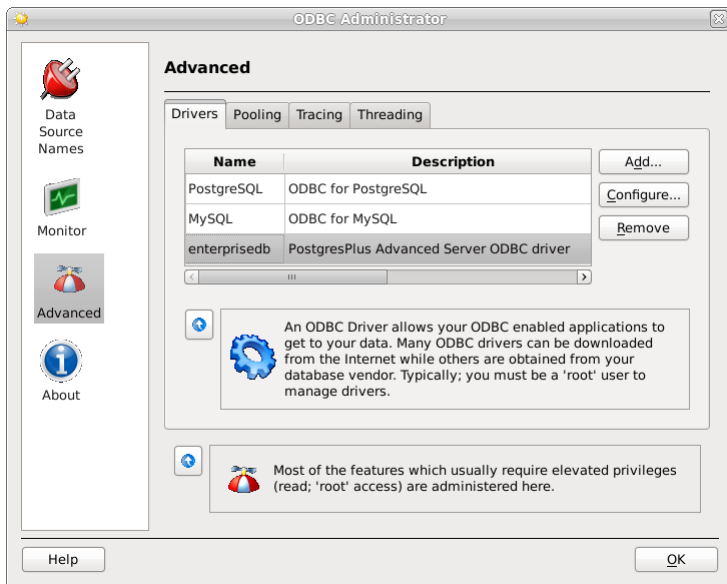 ODBC Administrator
Data
Source
Names
Monitor
Advanced
About
Advanced
Drivers Pooling Tracing Threading
Name Description
PostgreSQL ODBC for PostgreSQL
MySQL ODBC for MySQL
enterprisedb PostgresPlus Advanced Server ODBC driver
Add...
Configure...
Remove
An ODBC Driver allows your ODBC enabled applications to
get to your data. Many ODBC drivers can be downloaded
from the Internet while others are obtained from your
database vendor. Typically; you must be a 'root' user to
manage drivers.
Most of the features which usually require elevated privileges
(read; 'root' access) are administered here.
Help OK